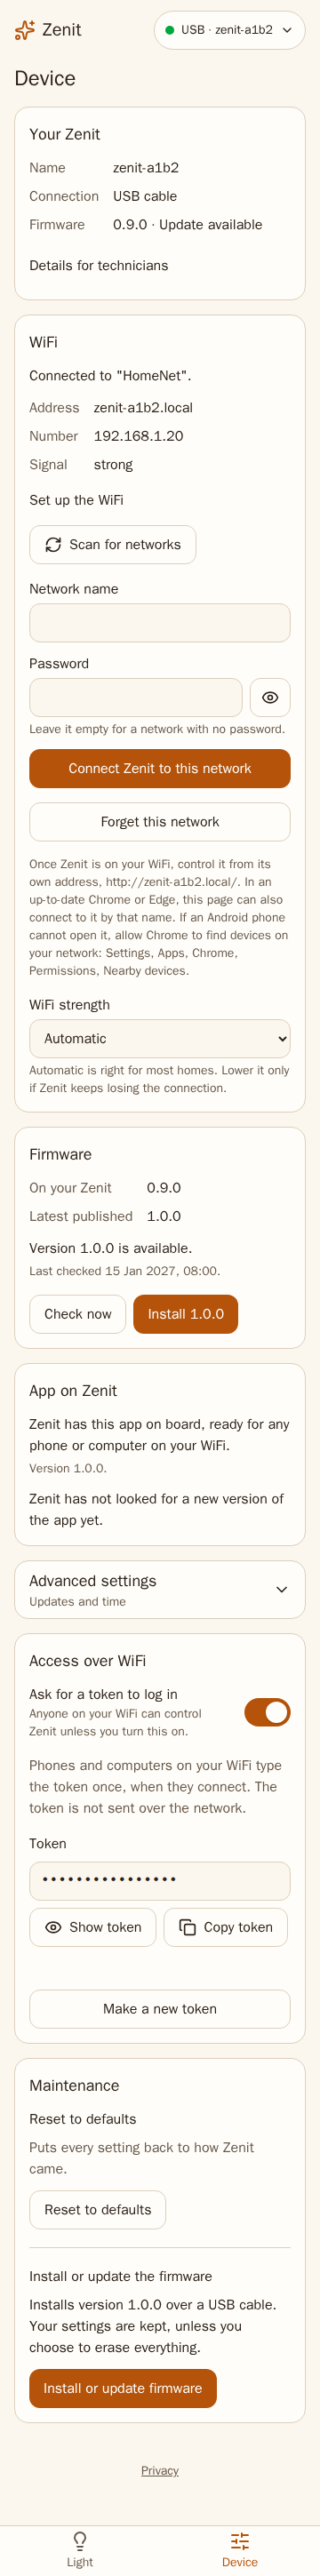 Zenit
USB · zenit-a1b2
Device
Your Zenit
Name zenit-a1b2
Connection USB cable
Firmware 0.9.0 · Update available
Details for technicians
WiFi
Connected to "HomeNet".
Address zenit-a1b2.local
Number 192.168.1.20
Signal strong
Set up the WiFi
Scan for networks
Network name
Password
Leave it empty for a network with no password.
Connect Zenit to this network
Forget this network
Once Zenit is on your WiFi, control it from its
own address, http://zenit-a1b2.local/. In an
up-to-date Chrome or Edge, this page can also
connect to it by that name. If an Android phone
cannot open it, allow Chrome to find devices on
your network: Settings, Apps, Chrome,
Permissions, Nearby devices.
WiFi strength
Automatic
Automatic is right for most homes. Lower it only
if Zenit keeps losing the connection.
Firmware
On your Zenit 0.9.0
Latest published 1.0.0
Version 1.0.0 is available.
Last checked 15 Jan 2027, 08:00.
Check now
Install 1.0.0
App on Zenit
Zenit has this app on board, ready for any
phone or computer on your WiFi.
Version 1.0.0.
Zenit has not looked for a new version of
the app yet.
Advanced settings
Updates and time
Access over WiFi
Ask for a token to log in
Anyone on your WiFi can control
Zenit unless you turn this on.
Phones and computers on your WiFi type
the token once, when they connect. The
token is not sent over the network.
Token
••••••••••••••••
Show token
Copy token
Make a new token
Maintenance
Reset to defaults
Puts every setting back to how Zenit
came.
Reset to defaults
Install or update the firmware
Installs version 1.0.0 over a USB cable.
Your settings are kept, unless you
choose to erase everything.
Install or update firmware
Privacy
Light
Device